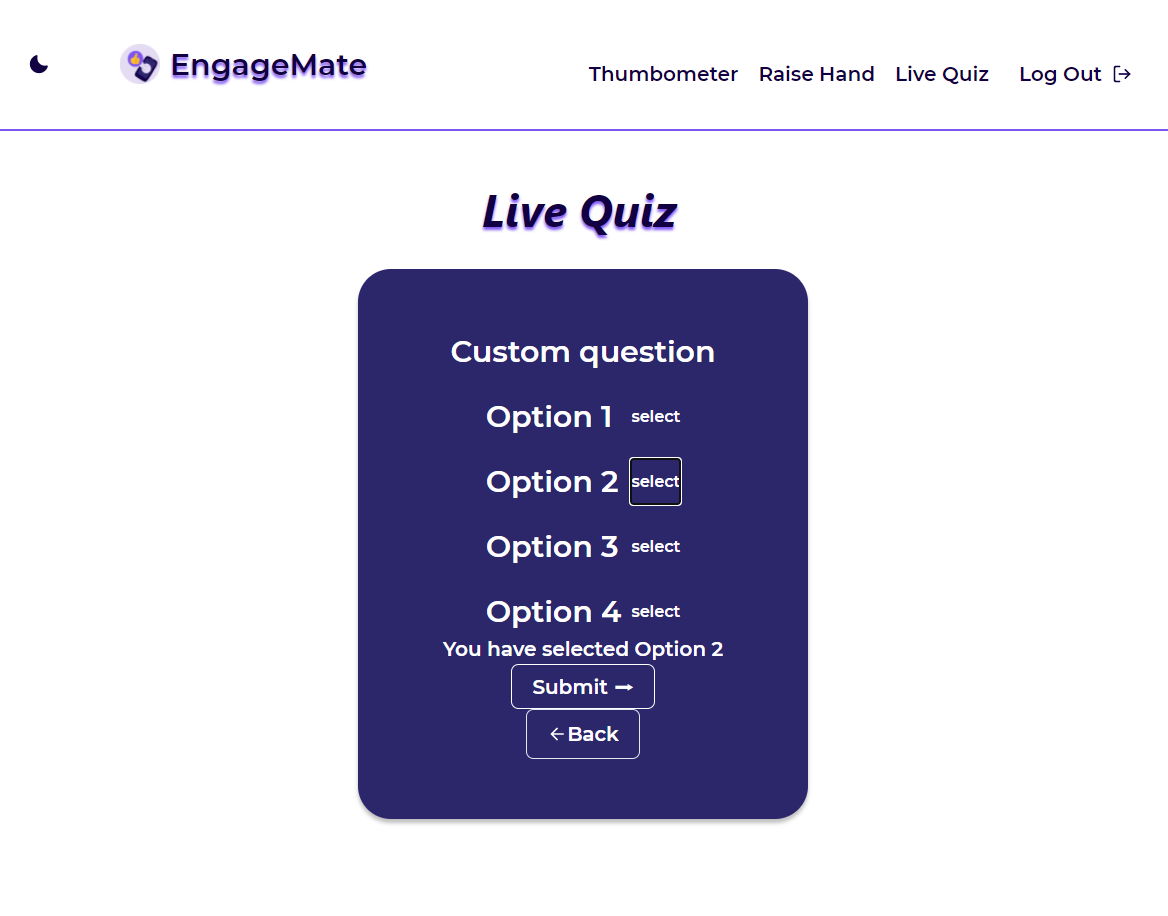 EngageMate
Thumbometer Raise Hand Live Quiz Log Out
Live Quiz
Custom question
Option 1 select
Option 2 select
Option 3 select
Option 4 select
You have selected Option 2
Submit
Back